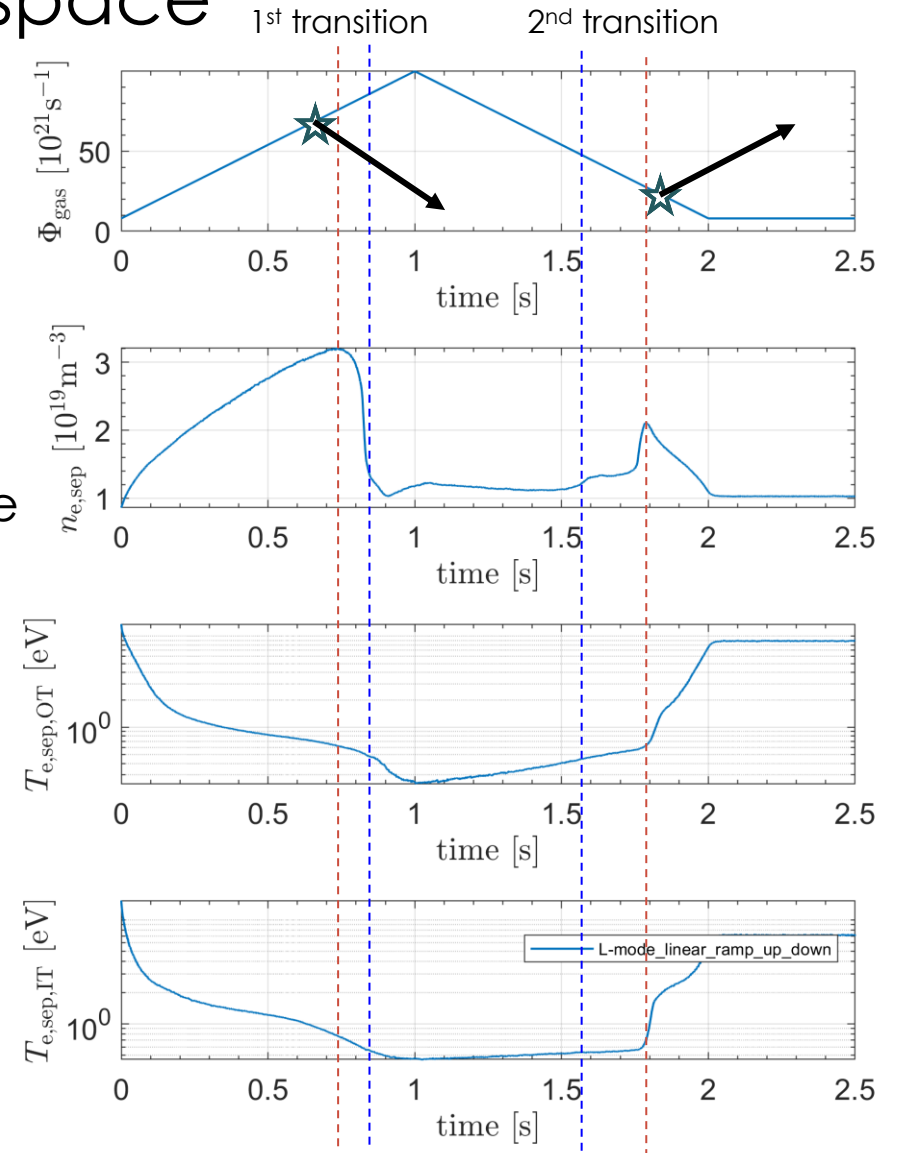 space
1st transition
2nd transition
Φgas [10²¹s⁻¹]
50
0
0 0.5 1 1.5 2 2.5
time [s]
ne,sep [10¹⁹m⁻³]
3
2
1
e
0 0.5 1 1.5 2 2.5
time [s]
Te,sep,OT [eV]
10⁰
0 0.5 1 1.5 2 2.5
time [s]
Te,sep,IT [eV]
L-mode_linear_ramp_up_down
10⁰
0 0.5 1 1.5 2 2.5
time [s]